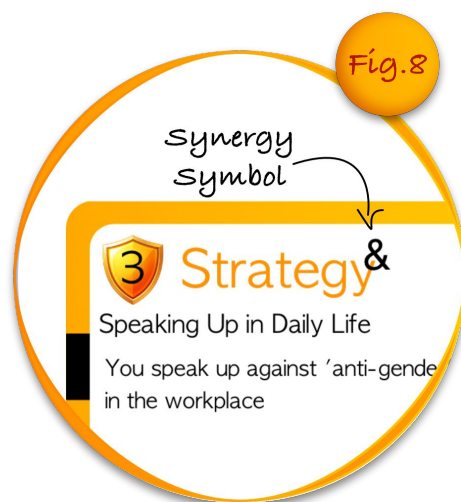 Fig.8
Synergy
Symbol
3 Strategy&
Speaking Up in Daily Life
You speak up against ‘anti-gende
in the workplace